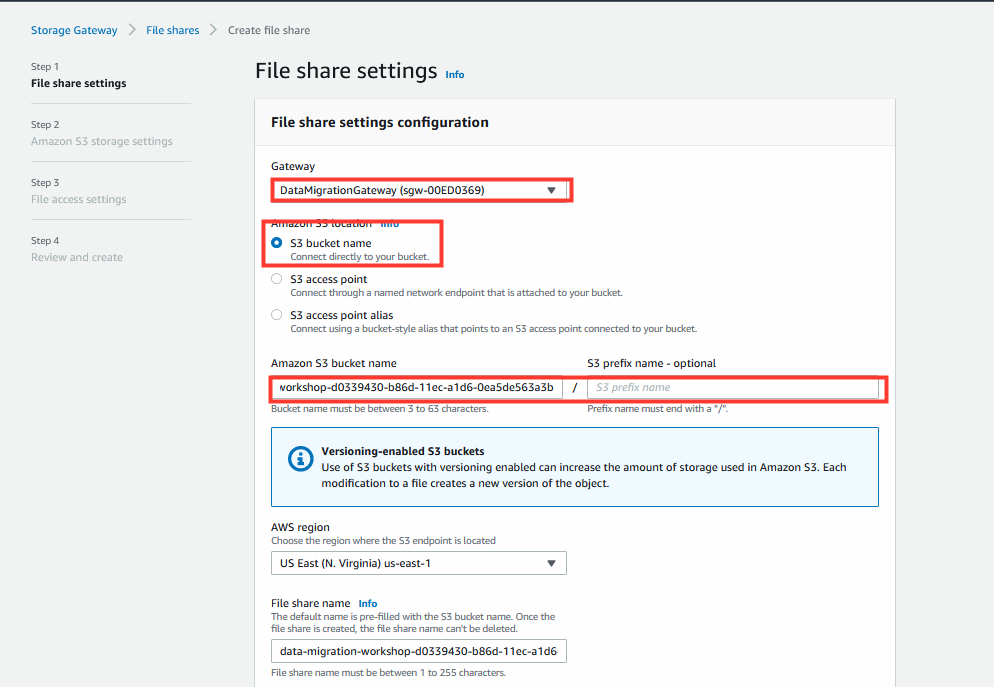 Storage Gateway > File shares > Create file share
Step 1
File share settings
Step 2
Amazon S3 storage settings
Step 3
File access settings
Step 4
Review and create
File share settings Info
File share settings configuration
Gateway
DataMigrationGateway (sgw-00ED0369)
Amazon S3 location Info
S3 bucket name
Connect directly to your bucket.
S3 access point
Connect through a named network endpoint that is attached to your bucket.
S3 access point alias
Connect using a bucket-style alias that points to an S3 access point connected to your bucket.
Amazon S3 bucket name S3 prefix name - optional
workshop-d0339430-b86d-11ec-a1d6-0ea5de563a3b / S3 prefix name
Bucket name must be between 3 to 63 characters. Prefix name must end with a "/".
Versioning-enabled S3 buckets
Use of S3 buckets with versioning enabled can increase the amount of storage used in Amazon S3. Each
modification to a file creates a new version of the object.
AWS region
Choose the region where the S3 endpoint is located
US East (N. Virginia) us-east-1
File share name Info
The default name is pre-filled with the S3 bucket name. Once the
file share is created, the file share name can't be deleted.
data-migration-workshop-d0339430-b86d-11ec-a1d6-
File share name must be between 1 to 255 characters.